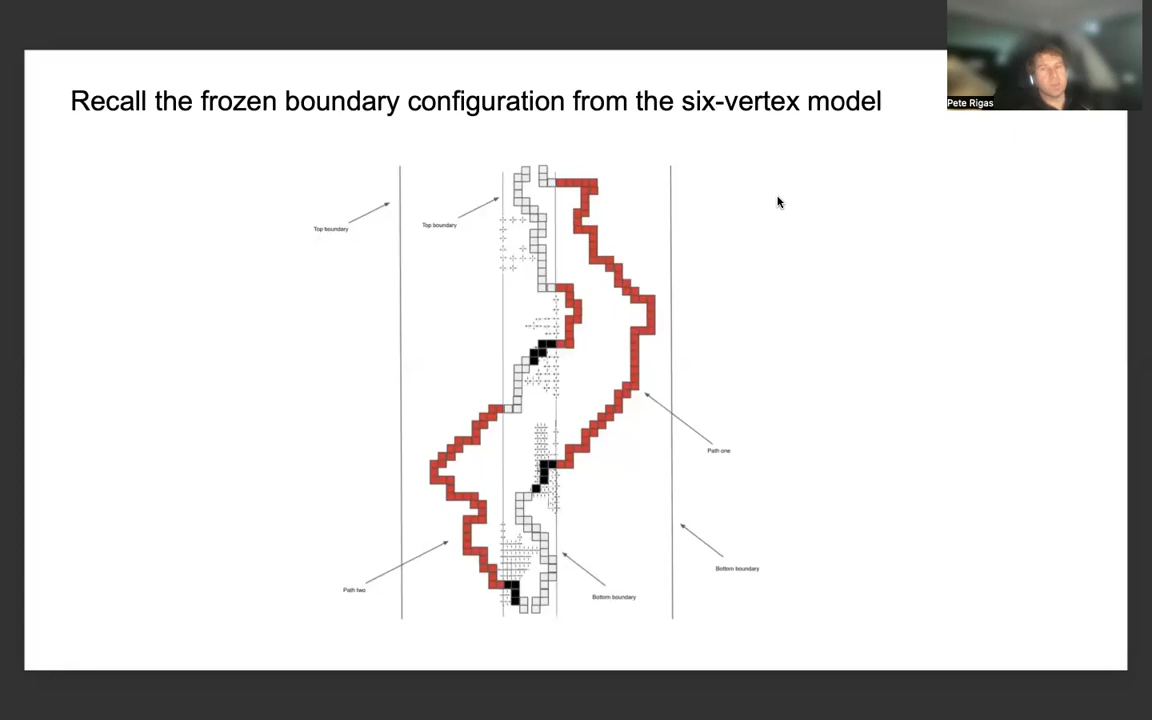 Recall the frozen boundary configuration from the six-vertex model
Pete Rigas
Top boundary
Top boundary
Path one
Bottom boundary
Path two
Bottom boundary